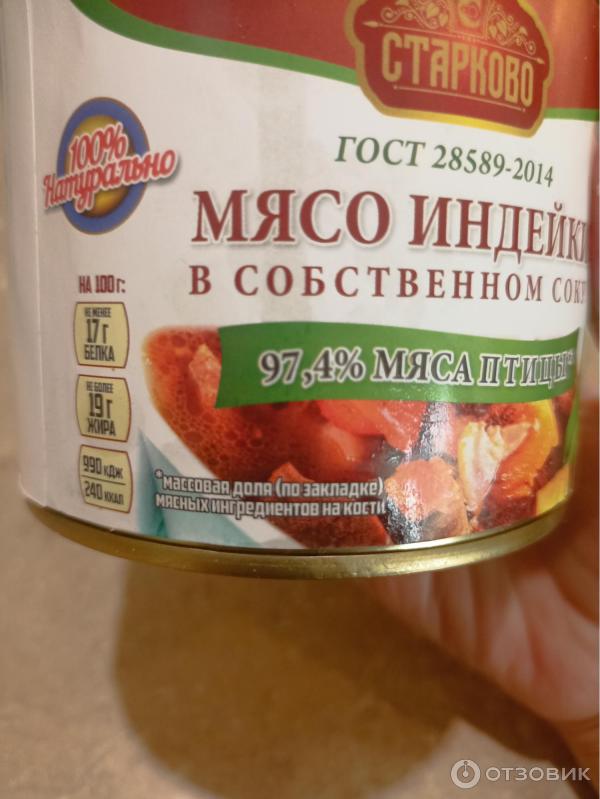 СТАРКОВО
ГОСТ 28589-2014
100%
Натурально
МЯСО ИНДЕЙКИ
В СОБСТВЕННОМ СОКУ
НА 100 г:
НЕ МЕНЕЕ
17 г
БЕЛКА
НЕ БОЛЕЕ
19 г
ЖИРА
990 кДж
240 ккал
97,4% МЯСА ПТИЦЫ*
*массовая доля (по закладке)
мясных ингредиентов на кости
ОТЗОВИК